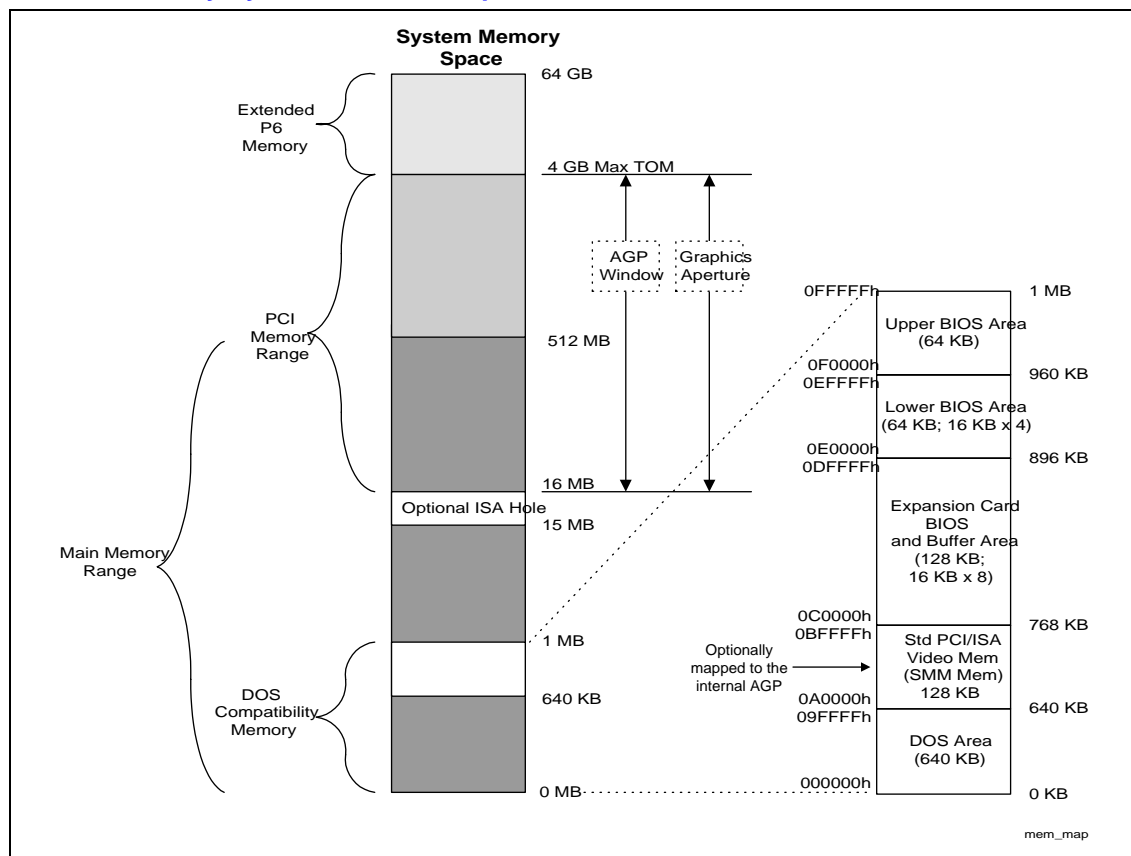 System Memory
Space
64 GB
Extended
P6
Memory
4 GB Max TOM
AGP
Window
Graphics
Aperture
PCI
Memory
Range
512 MB
16 MB
Optional ISA Hole
15 MB
Main Memory
Range
1 MB
DOS
Compatibility
Memory
640 KB
0 MB
0FFFFFh
1 MB
Upper BIOS Area
(64 KB)
0F0000h
0EFFFFh
960 KB
Lower BIOS Area
(64 KB; 16 KB x 4)
0E0000h
0DFFFFh
896 KB
Expansion Card
BIOS
and Buffer Area
(128 KB;
16 KB x 8)
0C0000h
0BFFFFh
768 KB
Optionally
mapped to the
internal AGP
Std PCI/ISA
Video Mem
(SMM Mem)
128 KB
0A0000h
09FFFFh
640 KB
DOS Area
(640 KB)
000000h
0 KB
mem_map